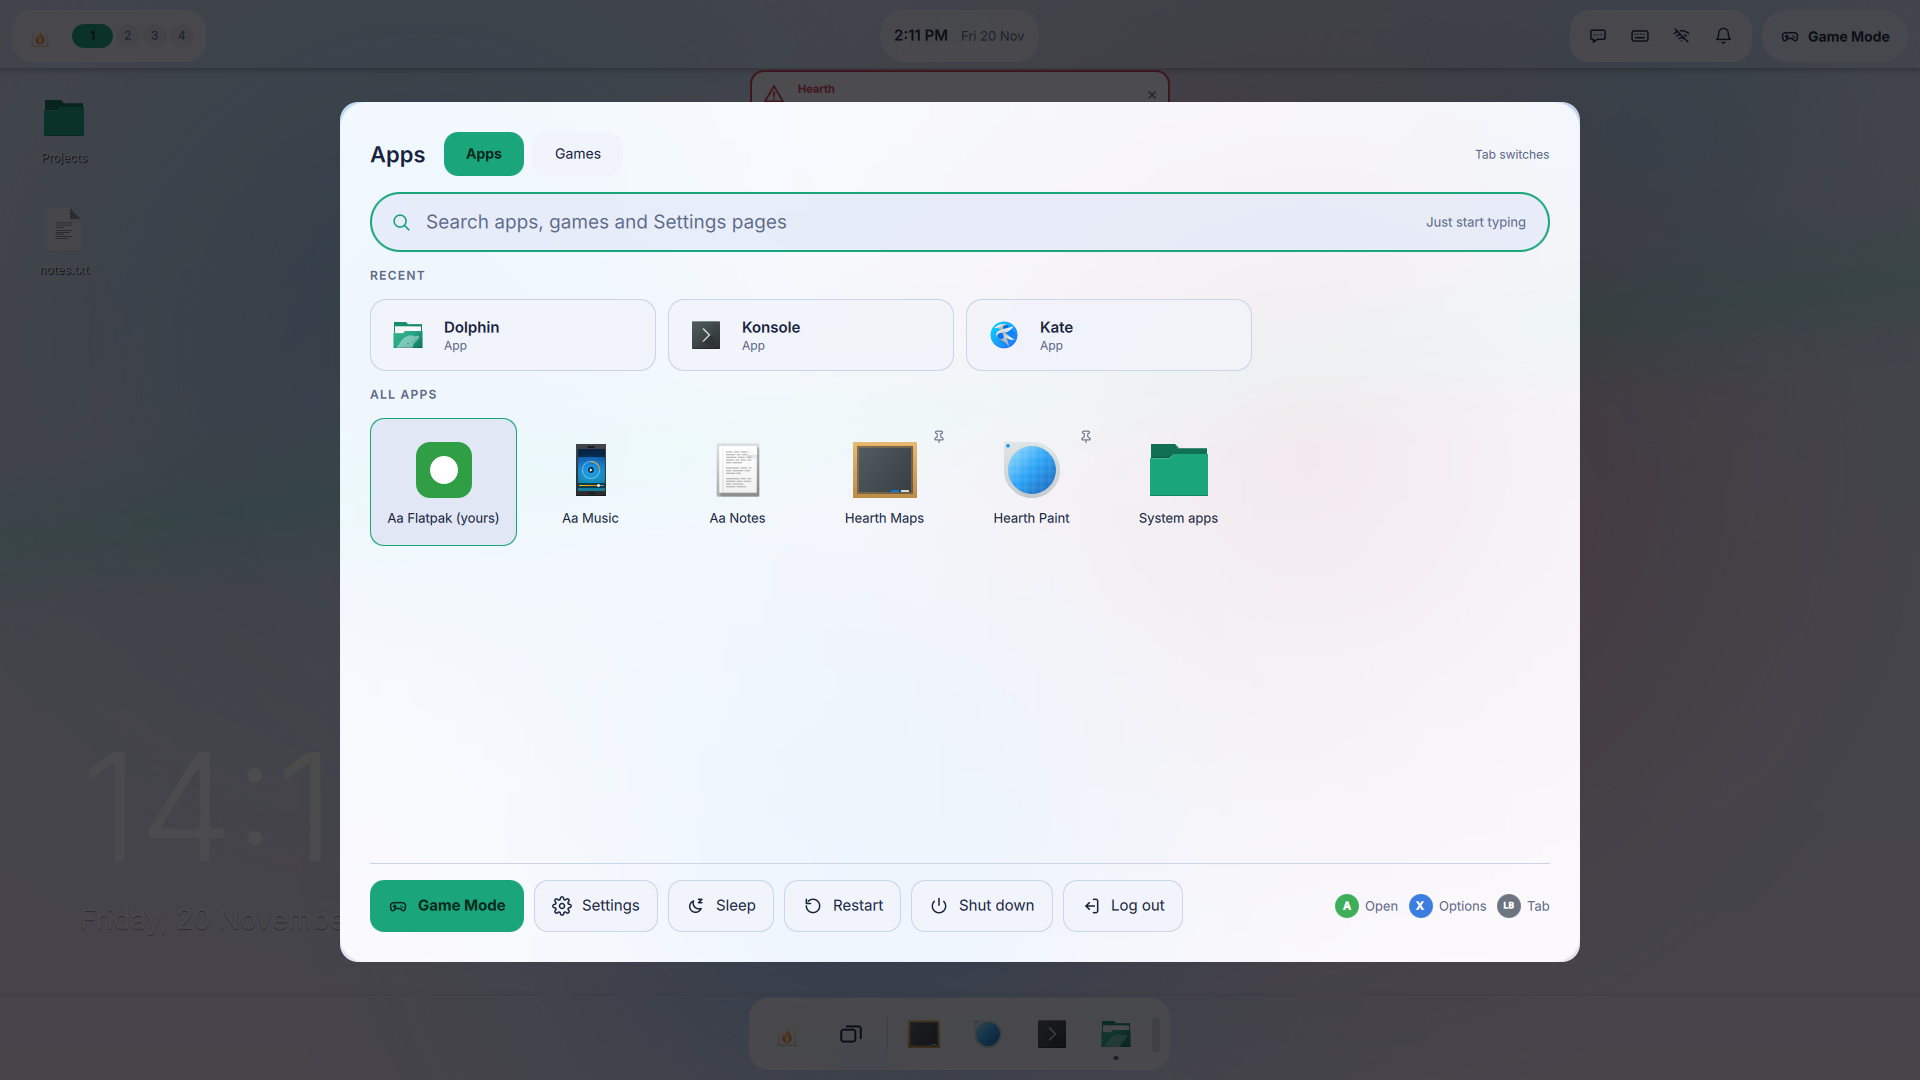 1 2 3 4
2:11 PM Fri 20 Nov
Game Mode
Hearth
Projects
notes.txt
Apps Apps Games Tab switches
Search apps, games and Settings pages Just start typing
RECENT
Dolphin
App
Konsole
App
Kate
App
ALL APPS
Aa Flatpak (yours) Aa Music Aa Notes Hearth Maps Hearth Paint System apps
14:1
Friday, 20 Novembe
Game Mode Settings Sleep Restart Shut down Log out A Open X Options LB Tab